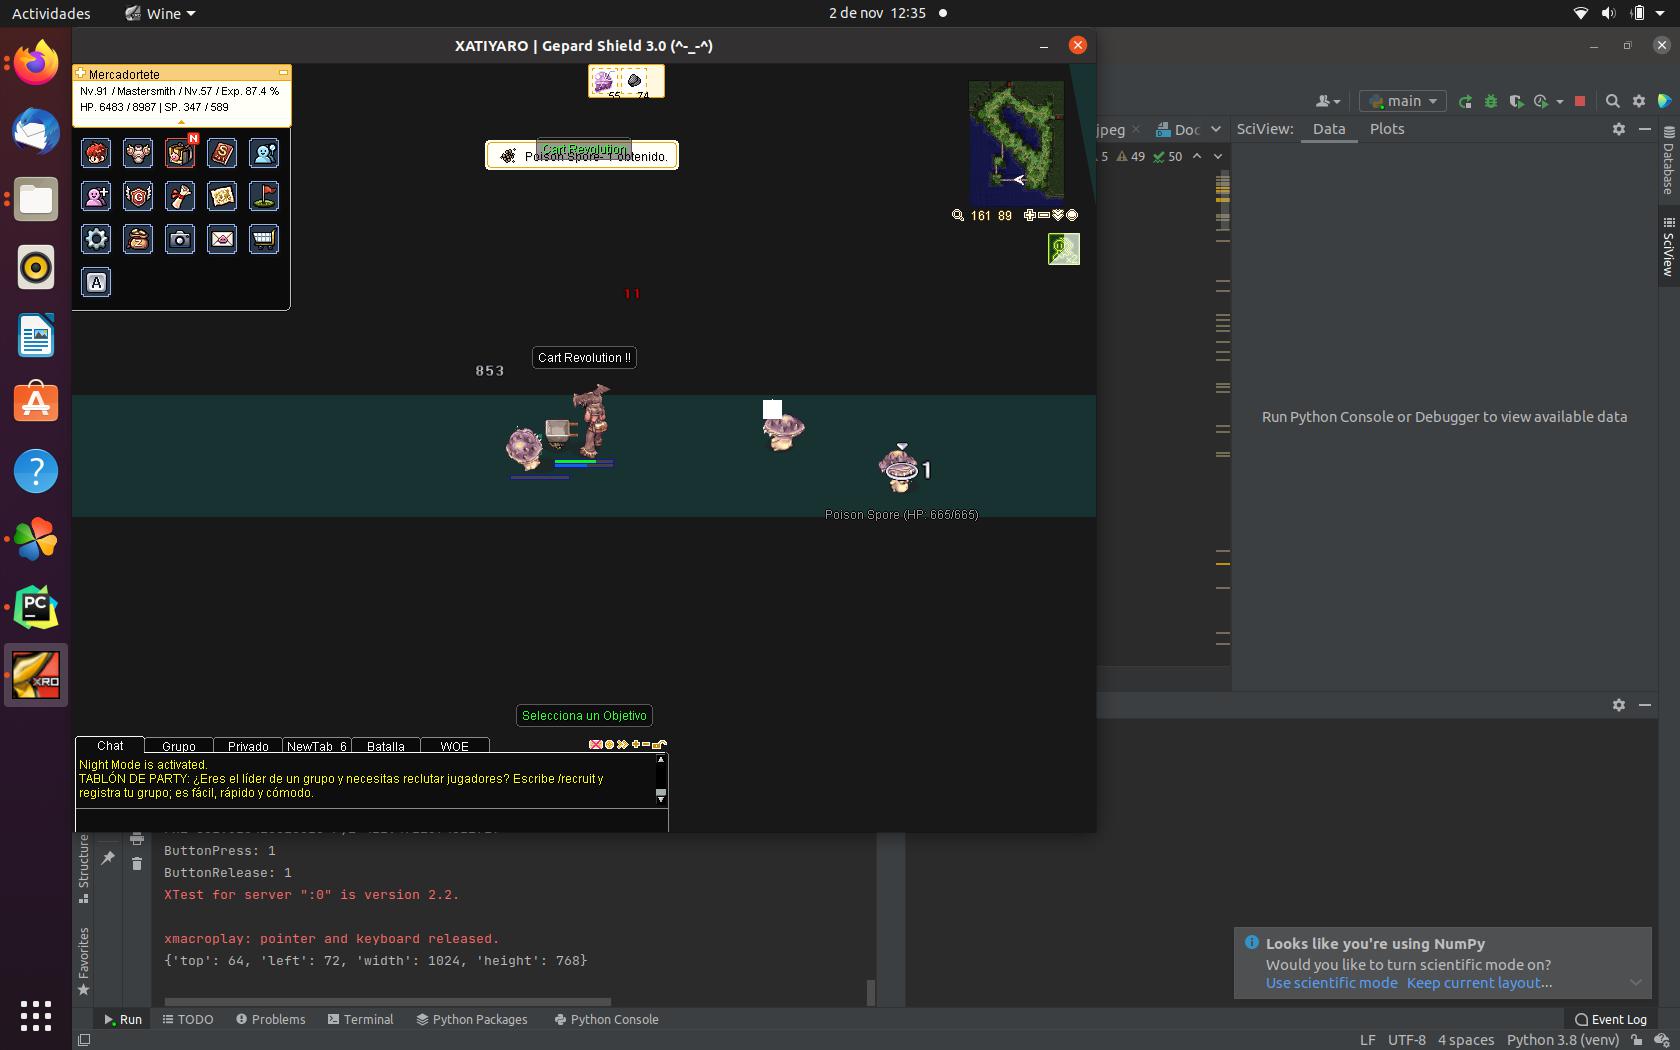 Actividades
Wine
2 de nov 12:35
XATIYARO | Gepard Shield 3.0 (^-_-^)
Mercadortete
Nv.91 / Mastersmith / Nv.57 / Exp. 87.4 %
HP. 6483 / 8987 | SP. 347 / 589
N
A
55
74
Cart Revolution
Poison Spore- 1 obtenido.
161 89
x2
11
Cart Revolution !!
853
1
Poison Spore (HP: 665/665)
Selecciona un Objetivo
Chat
Grupo
Privado
NewTab_6
Batalla
WOE
Night Mode is activated.
TABLÓN DE PARTY: ¿Eres el líder de un grupo y necesitas reclutar jugadores? Escribe /recruit y
registra tu grupo; es fácil, rápido y cómodo.
main
jpeg
Doc
SciView:
Data
Plots
5
49
50
Database
SciView
Run Python Console or Debugger to view available data
PC
XRO
Structure
Favorites
ButtonPress: 1
ButtonRelease: 1
XTest for server ":0" is version 2.2.
xmacroplay: pointer and keyboard released.
{'top': 64, 'left': 72, 'width': 1024, 'height': 768}
Looks like you're using NumPy
Would you like to turn scientific mode on?
Use scientific mode Keep current layout...
Run
TODO
Problems
Terminal
Python Packages
Python Console
Event Log
LF UTF-8 4 spaces Python 3.8 (venv)